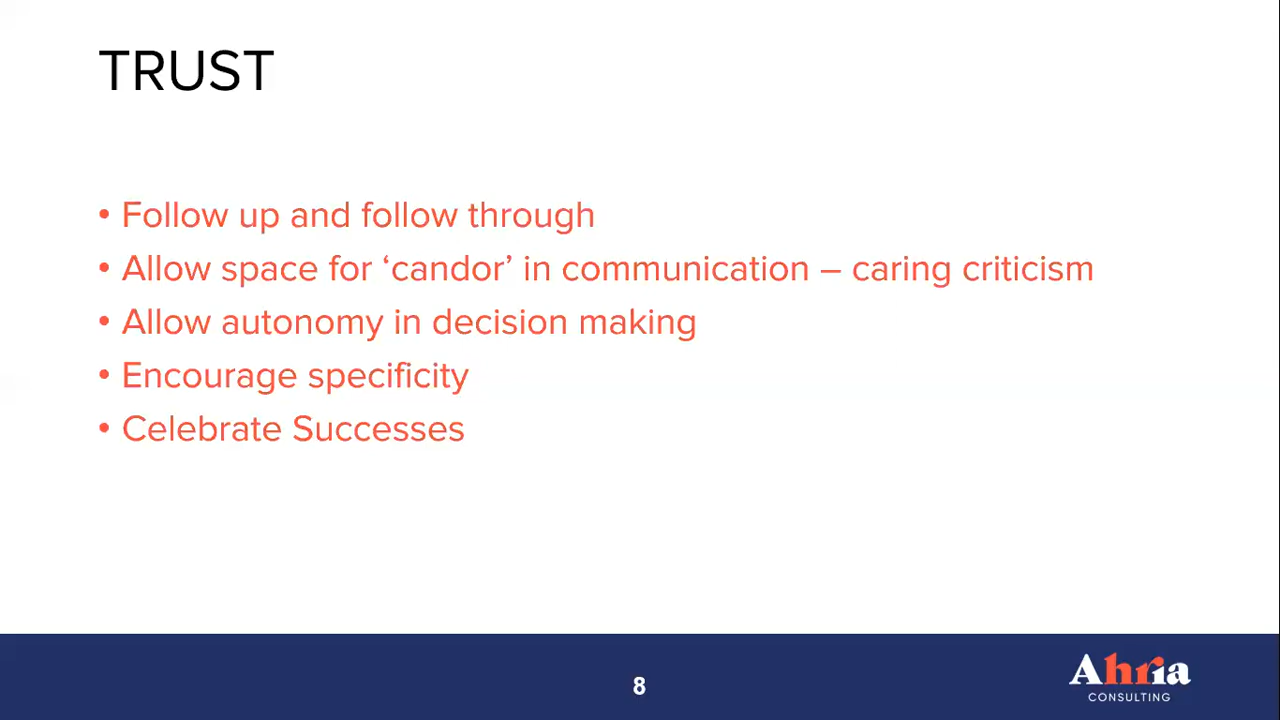 TRUST
• Follow up and follow through
• Allow space for ‘candor’ in communication – caring criticism
• Allow autonomy in decision making
• Encourage specificity
• Celebrate Successes
8
Ahria
CONSULTING